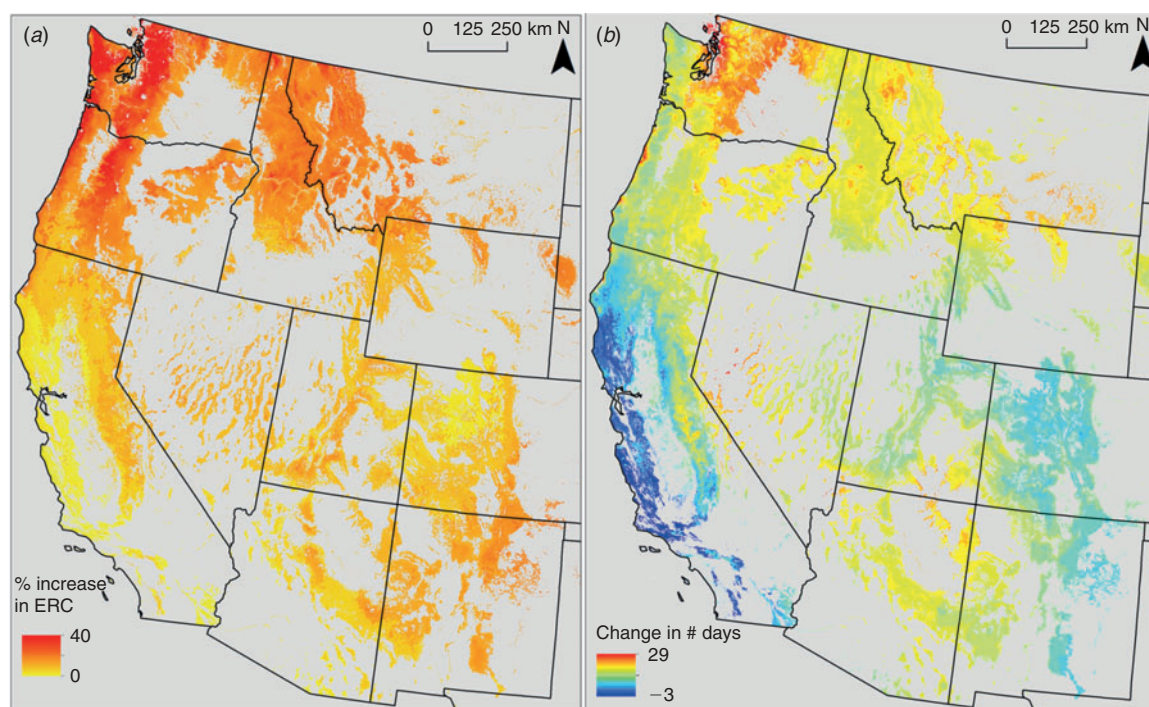 (a)
0 125 250 km N
% increase
in ERC
40
0
(b)
0 125 250 km N
Change in # days
29
−3